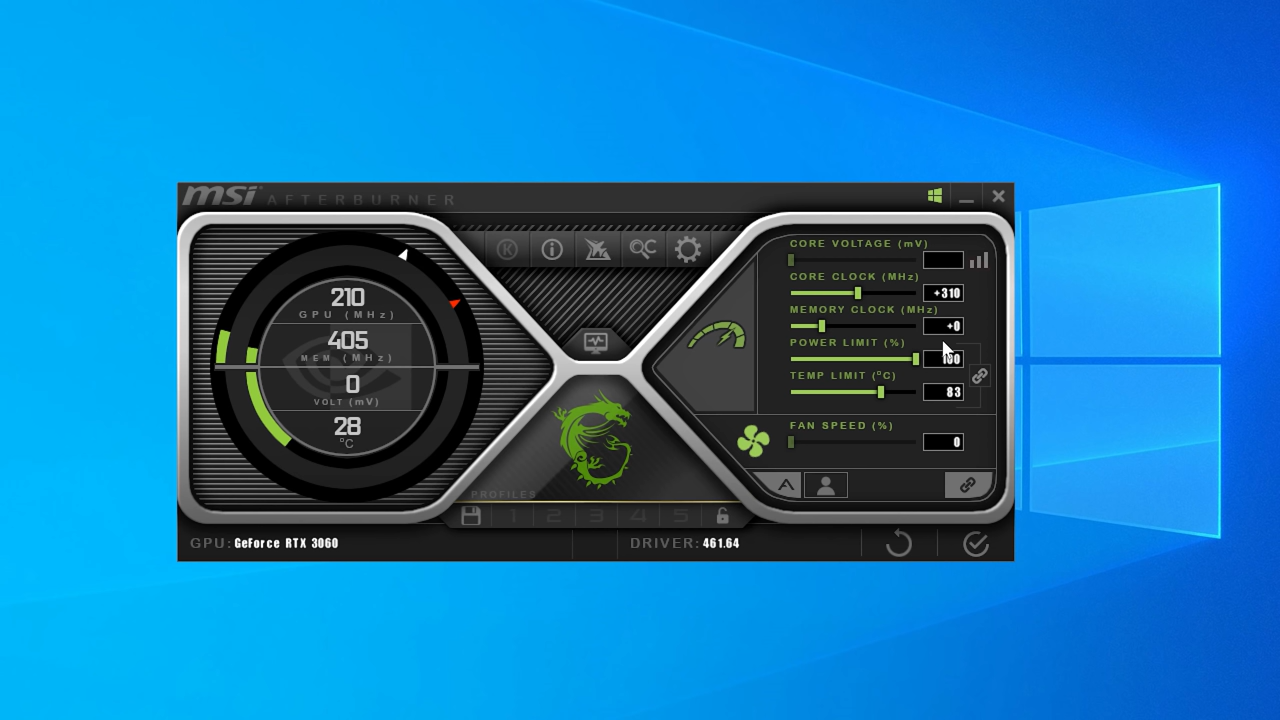 msi AFTERBURNER
K
i
210
GPU (MHz)
405
MEM (MHz)
0
VOLT (mV)
28
°C
CORE VOLTAGE (mV)
CORE CLOCK (MHz)
+310
MEMORY CLOCK (MHz)
+0
POWER LIMIT (%)
100
TEMP LIMIT (°C)
83
FAN SPEED (%)
0
A
PROFILES
1 2 3 4 5
GPU: GeForce RTX 3060
DRIVER: 461.64